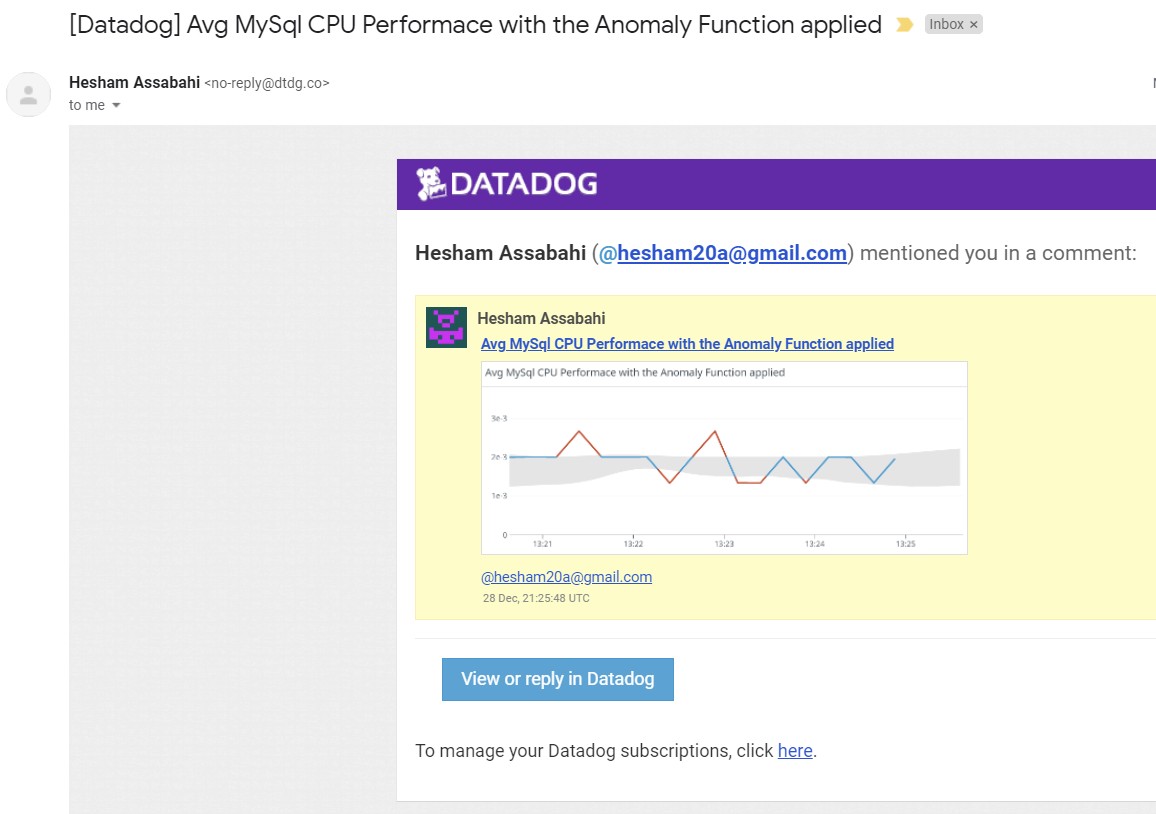 [Datadog] Avg MySql CPU Performace with the Anomaly Function applied Inbox ×
Hesham Assabahi <no-reply@dtdg.co>
to me
DATADOG
Hesham Assabahi (@hesham20a@gmail.com) mentioned you in a comment:
Hesham Assabahi
Avg MySql CPU Performace with the Anomaly Function applied
Avg MySql CPU Performace with the Anomaly Function applied
3e-3
2e-3
1e-3
0
13:21 13:22 13:23 13:24 13:25
@hesham20a@gmail.com
28 Dec, 21:25:48 UTC
View or reply in Datadog
To manage your Datadog subscriptions, click here.